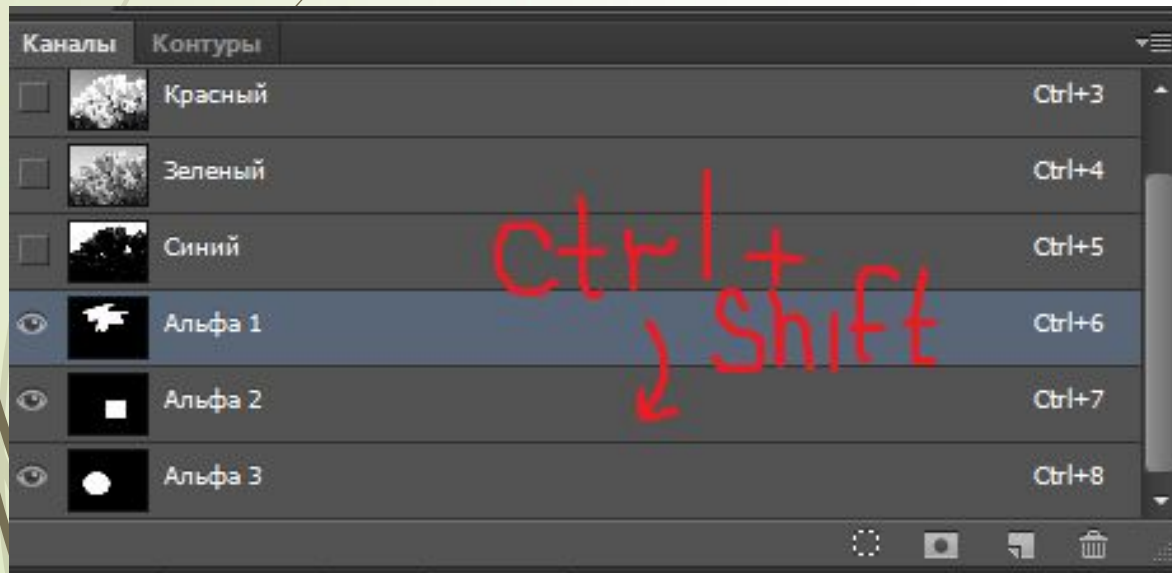 Каналы Контуры
Красный Ctrl+3
Зеленый Ctrl+4
Синий Ctrl+5
ctrl+
shift
Альфа 1 Ctrl+6
Альфа 2 Ctrl+7
Альфа 3 Ctrl+8